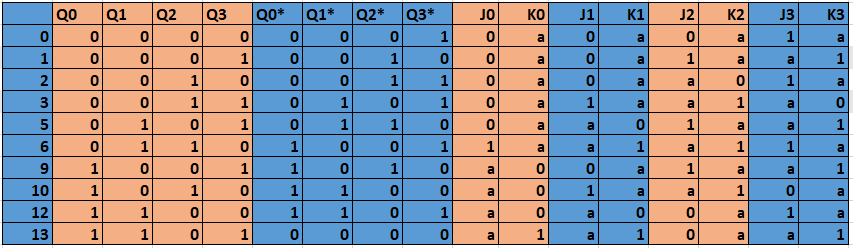 Q0 Q1 Q2 Q3 Q0* Q1* Q2* Q3* J0 K0 J1 K1 J2 K2 J3 K3
0 0 0 0 0 0 0 0 1 0 a 0 a 0 a 1 a
1 0 0 0 1 0 0 1 0 0 a 0 a 1 a a 1
2 0 0 1 0 0 0 1 1 0 a 0 a a 0 1 a
3 0 0 1 1 0 1 0 1 0 a 1 a a 1 a 0
5 0 1 0 1 0 1 1 0 0 a a 0 1 a a 1
6 0 1 1 0 1 0 0 1 1 a a 1 a 1 1 a
9 1 0 0 1 1 0 1 0 a 0 0 a 1 a a 1
10 1 0 1 0 1 1 0 0 a 0 1 a a 1 0 a
12 1 1 0 0 1 1 0 1 a 0 a 0 0 a 1 a
13 1 1 0 1 0 0 0 0 a 1 a 1 0 a a 1